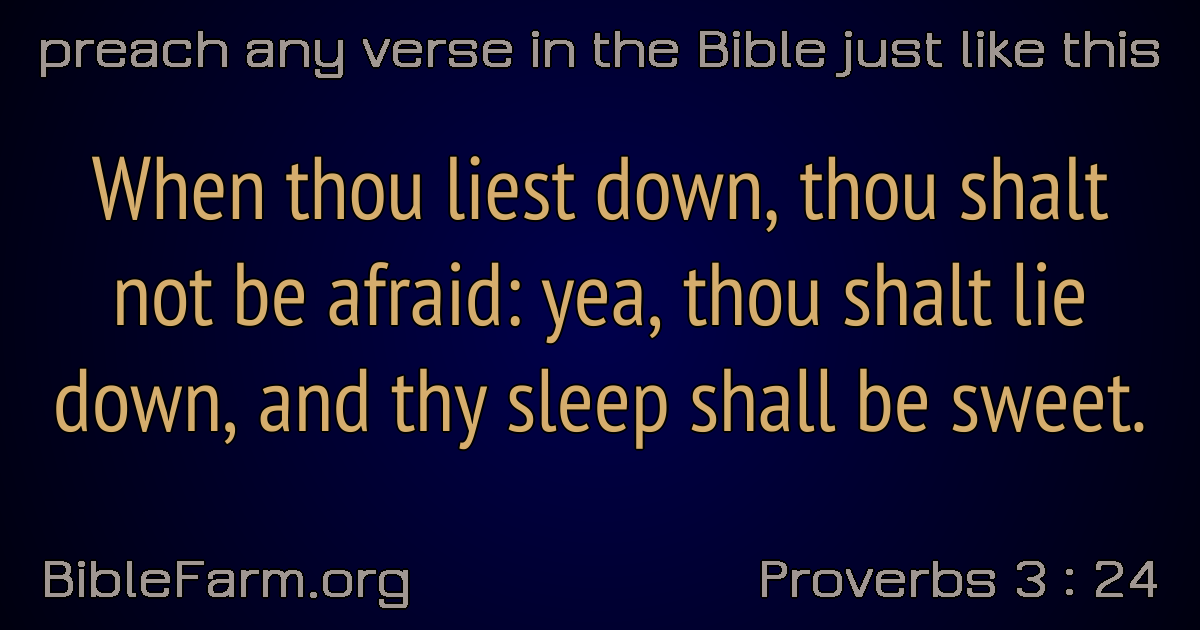 preach any verse in the Bible just like this
When thou liest down, thou shalt
not be afraid: yea, thou shalt lie
down, and thy sleep shall be sweet.
BibleFarm.org
Proverbs 3 : 24